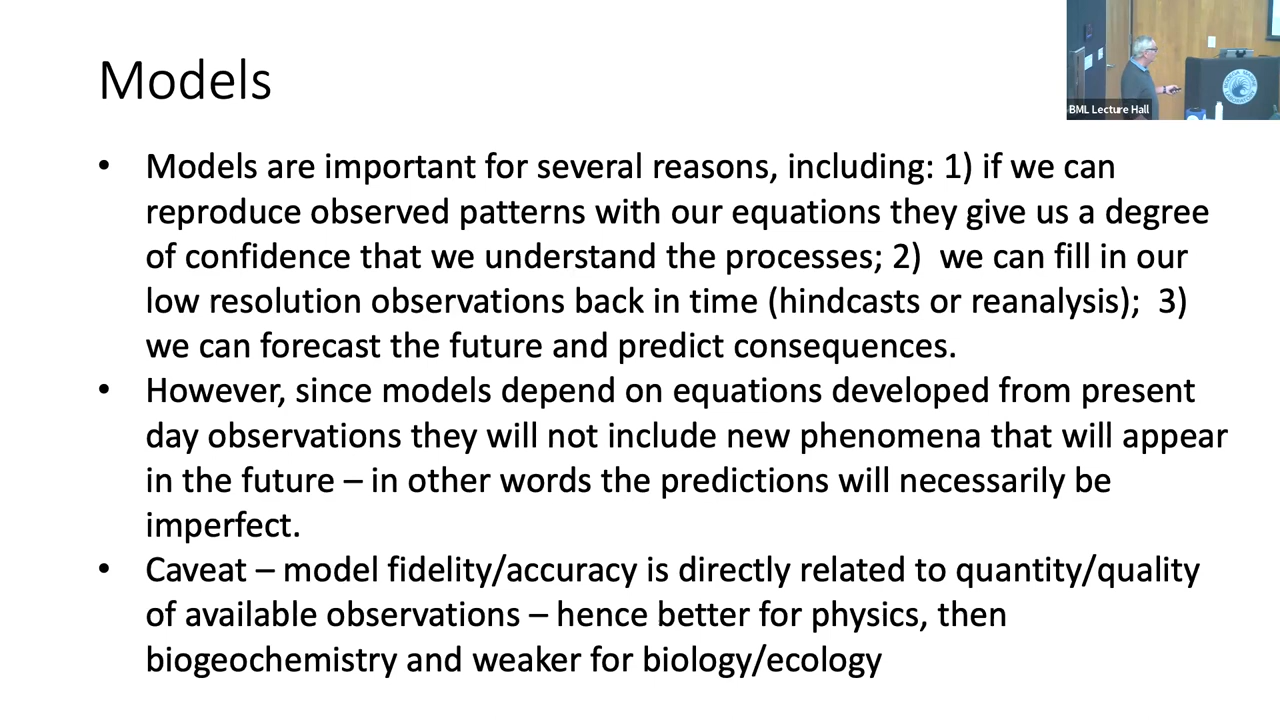 Models
BML Lecture Hall
• Models are important for several reasons, including: 1) if we can
reproduce observed patterns with our equations they give us a degree
of confidence that we understand the processes; 2)  we can fill in our
low resolution observations back in time (hindcasts or reanalysis);  3)
we can forecast the future and predict consequences.
• However, since models depend on equations developed from present
day observations they will not include new phenomena that will appear
in the future – in other words the predictions will necessarily be
imperfect.
• Caveat – model fidelity/accuracy is directly related to quantity/quality
of available observations – hence better for physics, then
biogeochemistry and weaker for biology/ecology